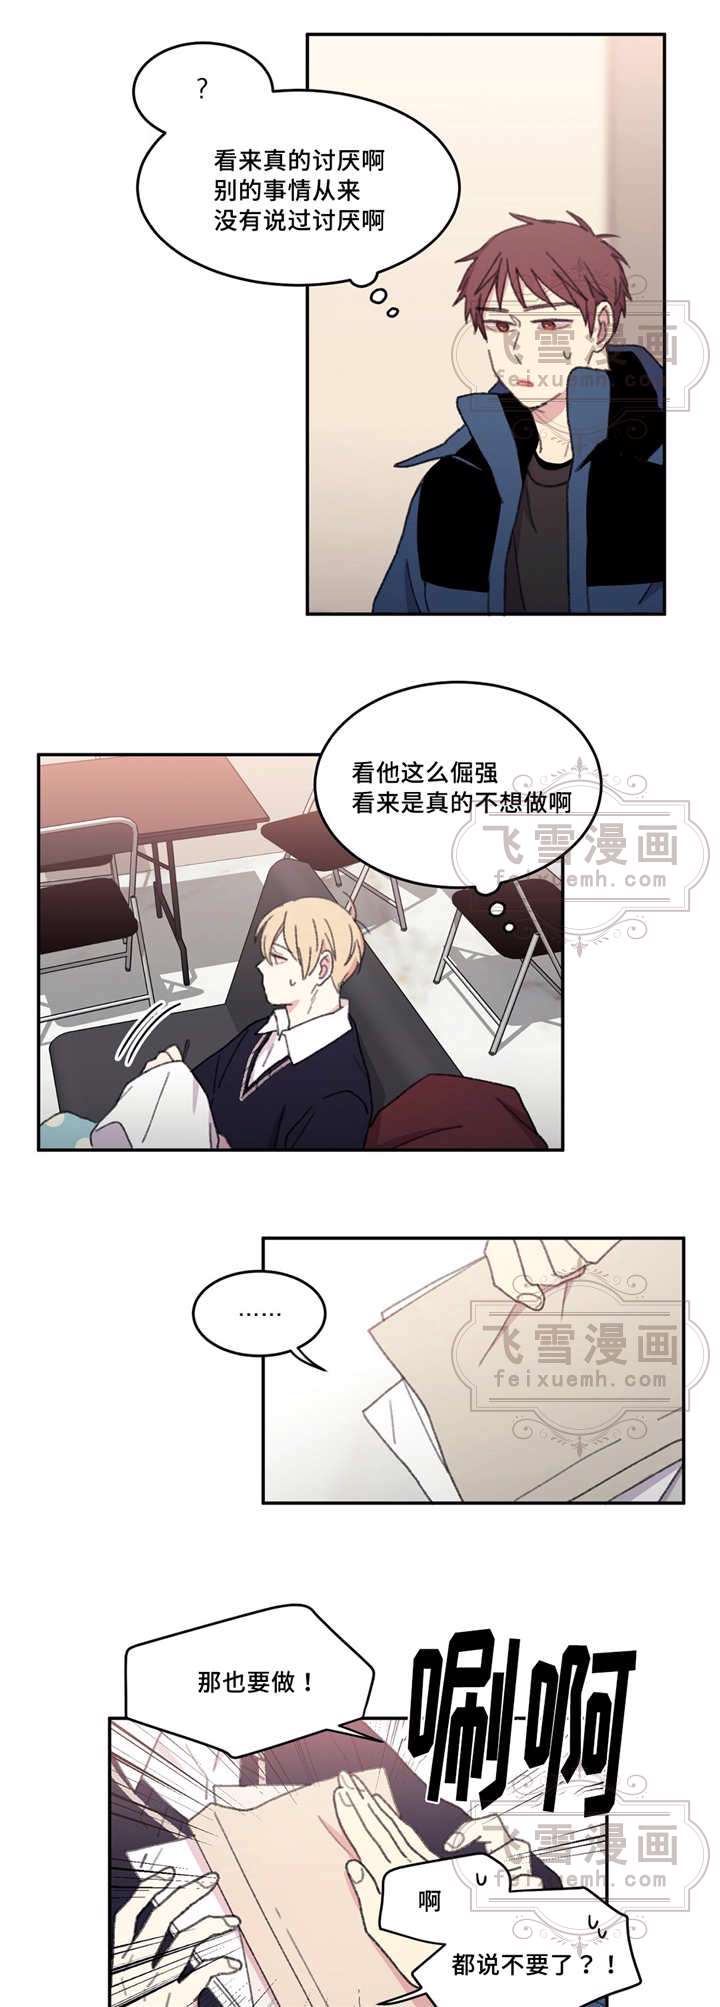 ?
看来真的讨厌啊
别的事情从来
没有说过讨厌啊
飞雪漫画
feixuemh.com
看他这么倔强
看来是真的不想做啊
飞雪漫画
feixuemh.com
……
飞雪漫画
feixuemh.com
那也要做！
唰啊
飞雪漫画
feixuemh.com
啊
都说不要了？！